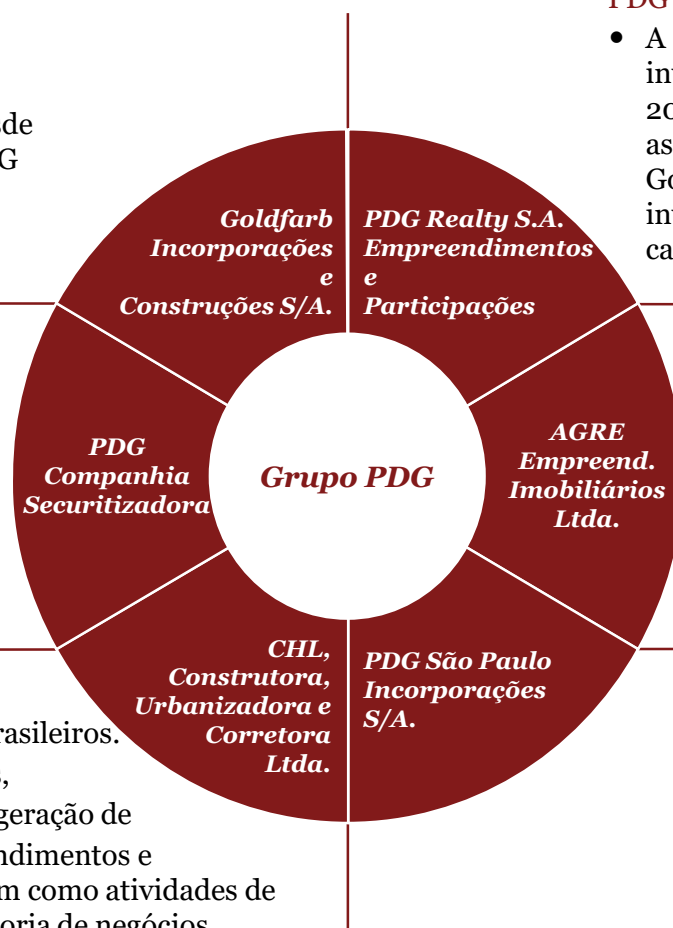 PDG
• A
20
as
Go
ca
G
Goldfarb
Incorporações
e
Construções S/A.
PDG Realty S.A.
Empreendimentos
e
Participações
PDG
Companhia
Securitizadora
Grupo PDG
AGRE
Empreend.
Imobiliários
Ltda.
CHL,
Construtora,
Urbanizadora e
Corretora
Ltda.
PDG São Paulo
Incorporações
S/A.
rasileiros.
geração de
ndimentos e
m como atividades de
oria de negócios